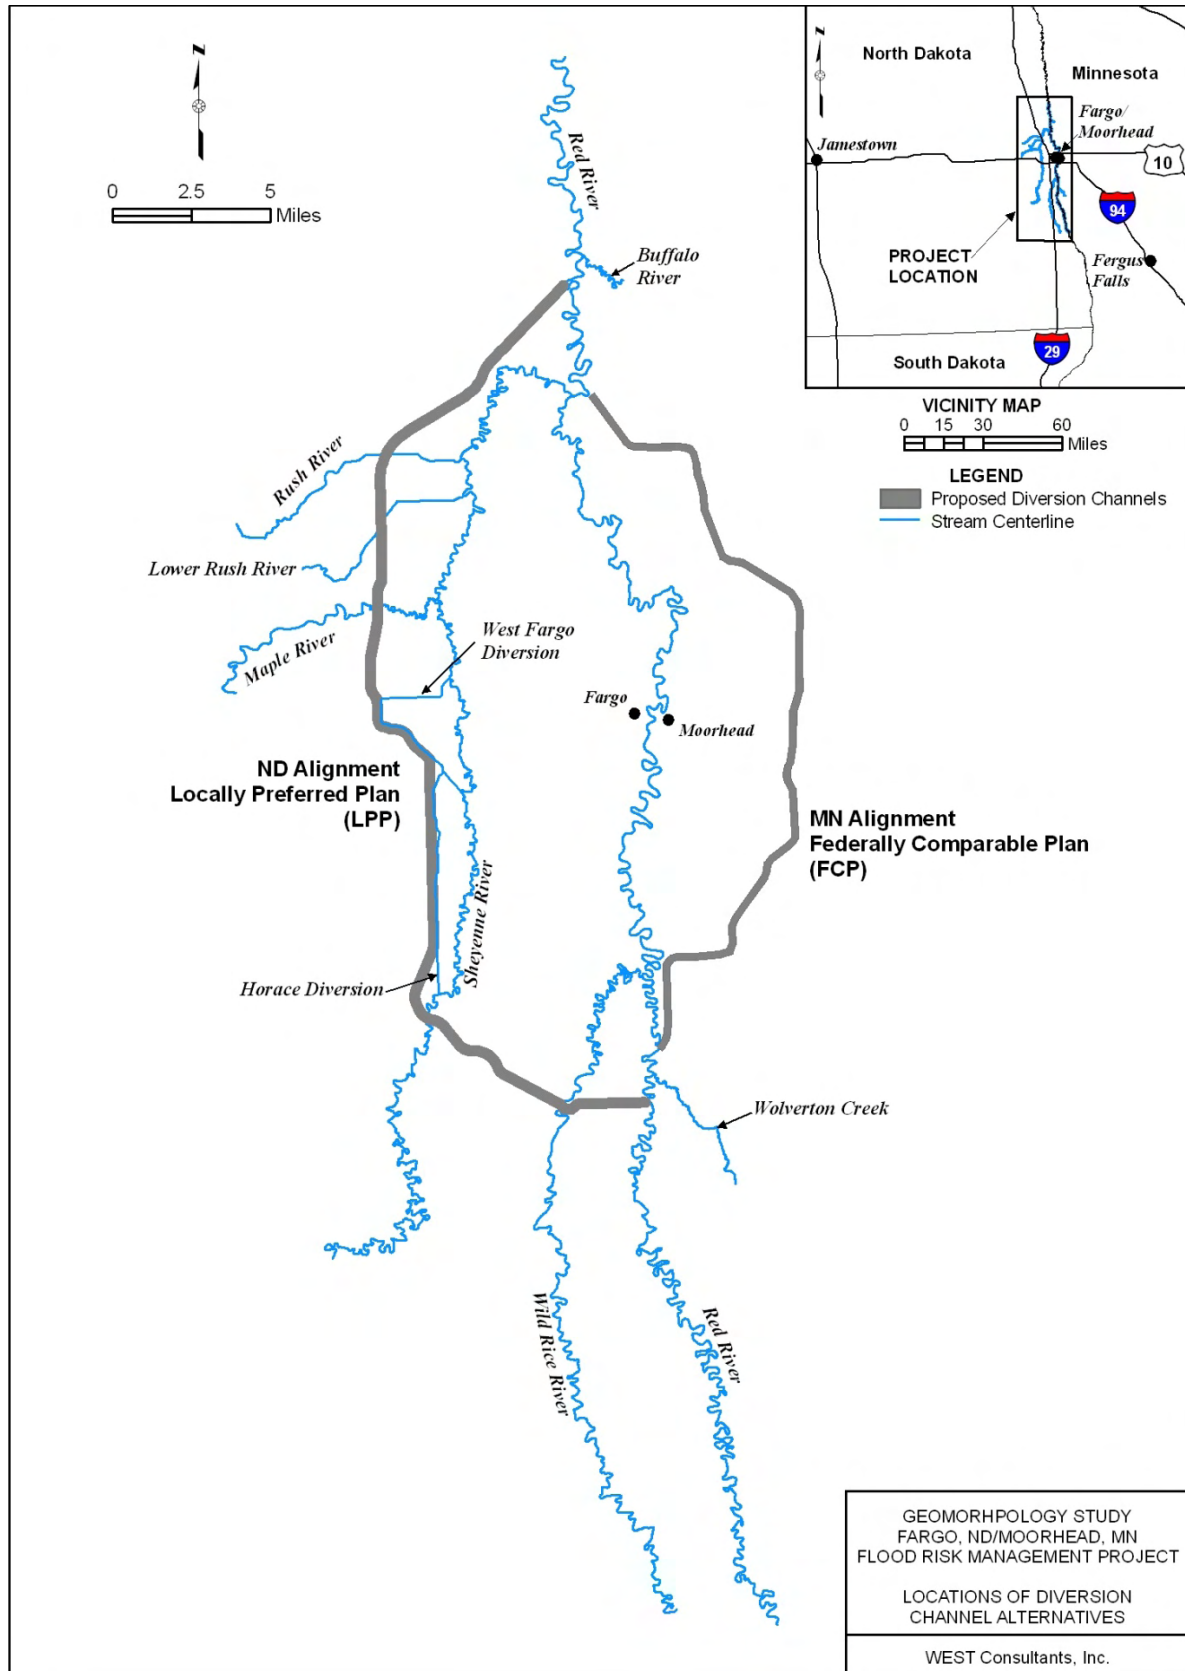 z
0 2.5 5
Miles
Red River
Buffalo
River
Rush River
Lower Rush River
Maple River
West Fargo
Diversion
Fargo
Moorhead
ND Alignment
Locally Preferred Plan
(LPP)
MN Alignment
Federally Comparable Plan
(FCP)
Sheyenne River
Horace Diversion
Wolverton Creek
Wild Rice River
Red River
z
North Dakota
Minnesota
Fargo/
Moorhead
Jamestown
10
94
PROJECT
LOCATION
Fergus
Falls
29
South Dakota
VICINITY MAP
0 15 30 60
Miles
LEGEND
Proposed Diversion Channels
Stream Centerline
GEOMORHPOLOGY STUDY
FARGO, ND/MOORHEAD, MN
FLOOD RISK MANAGEMENT PROJECT
LOCATIONS OF DIVERSION
CHANNEL ALTERNATIVES
WEST Consultants, Inc.